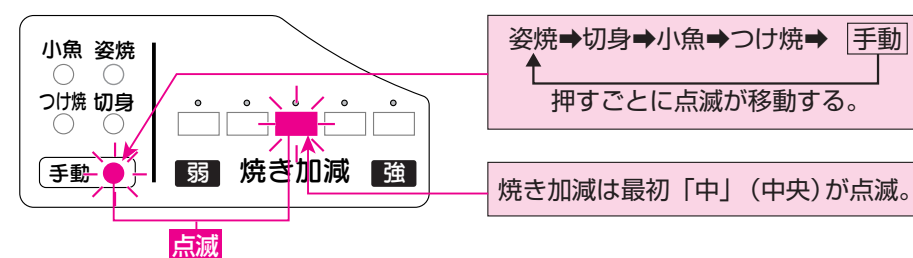 小魚 姿焼
つけ焼 切身
手動
弱 焼き加減 強
点滅
姿焼➡切身➡小魚➡つけ焼➡ 手動
押すごとに点滅が移動する。
焼き加減は最初「中」（中央）が点滅。